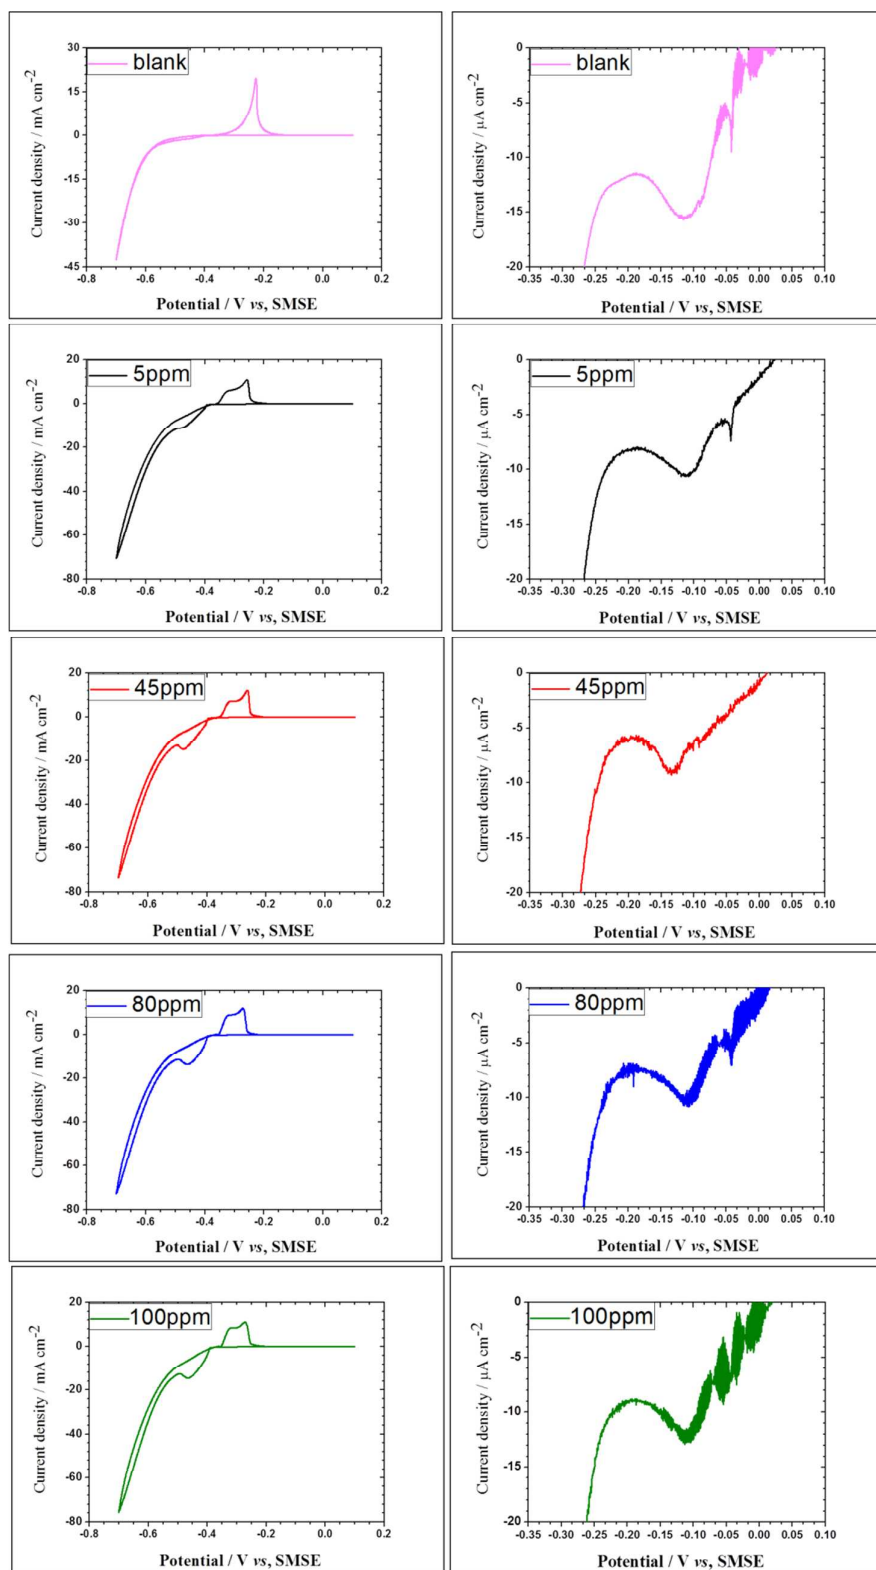 blank
30
15
0
-15
-30
-45
Current density / mA cm-2
-0.8 -0.6 -0.4 -0.2 0.0 0.2
Potential / V vs, SMSE
blank
0
-5
-10
-15
-20
Current density / µA cm-2
-0.35 -0.30 -0.25 -0.20 -0.15 -0.10 -0.05 0.00 0.05 0.10
Potential / V vs, SMSE
5ppm
20
0
-20
-40
-60
-80
Current density / mA cm-2
-0.8 -0.6 -0.4 -0.2 0.0 0.2
Potential / V vs, SMSE
5ppm
0
-5
-10
-15
-20
Current density / µA cm-2
-0.35 -0.30 -0.25 -0.20 -0.15 -0.10 -0.05 0.00 0.05 0.10
Potential / V vs, SMSE
45ppm
20
0
-20
-40
-60
-80
Current density / mA cm-2
-0.8 -0.6 -0.4 -0.2 0.0 0.2
Potential / V vs, SMSE
45ppm
0
-5
-10
-15
-20
Current density / µA cm-2
-0.35 -0.30 -0.25 -0.20 -0.15 -0.10 -0.05 0.00 0.05 0.10
Potential / V vs, SMSE
80ppm
20
0
-20
-40
-60
-80
Current density / mA cm-2
-0.8 -0.6 -0.4 -0.2 0.0 0.2
Potential / V vs, SMSE
80ppm
0
-5
-10
-15
-20
Current density / µA cm-2
-0.35 -0.30 -0.25 -0.20 -0.15 -0.10 -0.05 0.00 0.05 0.10
Potential / V vs, SMSE
100ppm
20
0
-20
-40
-60
-80
Current density / mA cm-2
-0.8 -0.6 -0.4 -0.2 0.0 0.2
Potential / V vs, SMSE
100ppm
0
-5
-10
-15
-20
Current density / µA cm-2
-0.35 -0.30 -0.25 -0.20 -0.15 -0.10 -0.05 0.00 0.05 0.10
Potential / V vs, SMSE